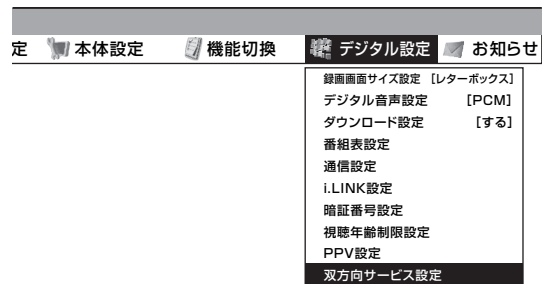 定 本体設定 機能切換 デジタル設定 お知らせ
録画画面サイズ設定 [レターボックス]
デジタル音声設定 [PCM]
ダウンロード設定 [する]
番組表設定
通信設定
i.LINK設定
暗証番号設定
視聴年齢制限設定
PPV設定
双方向サービス設定